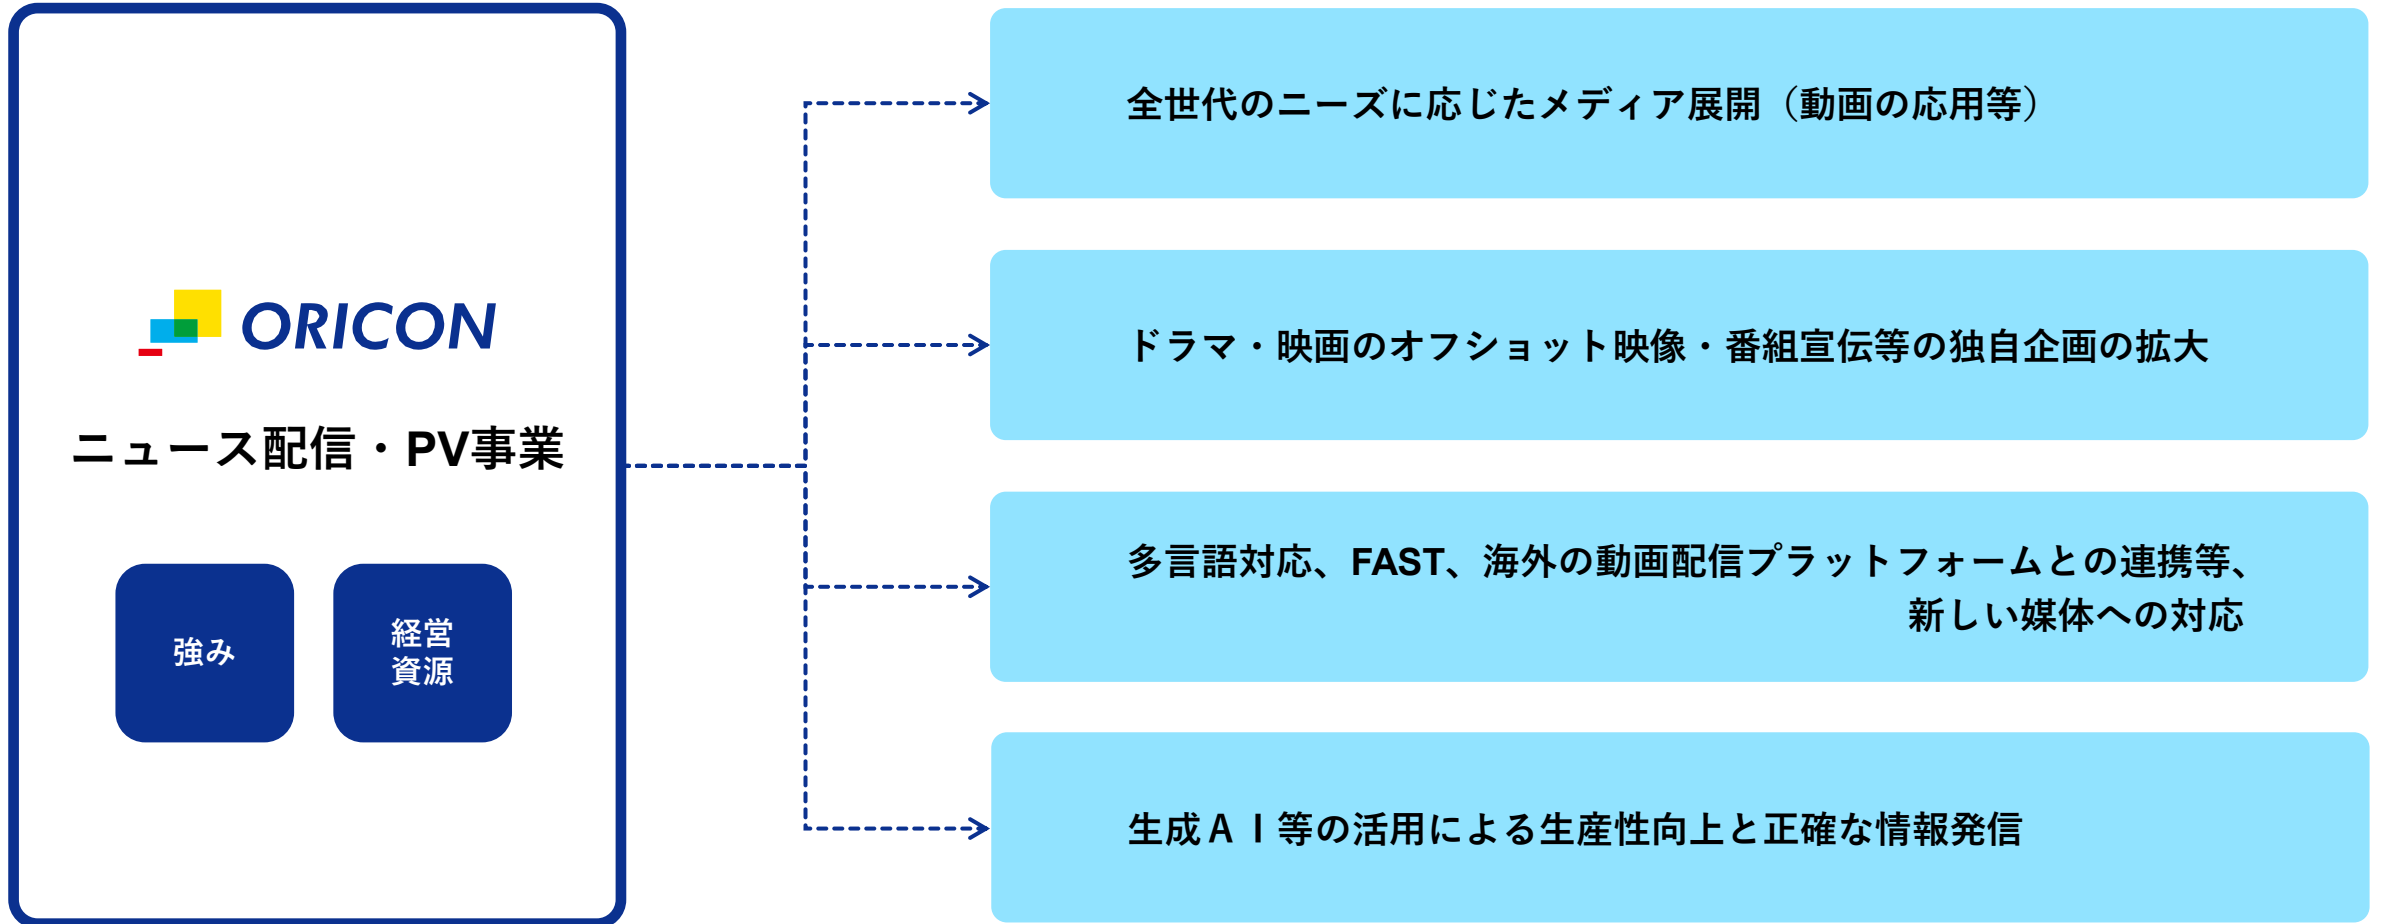 ORICON
ニュース配信・PV事業
強み
経営
資源
全世代のニーズに応じたメディア展開（動画の応用等）
ドラマ・映画のオフショット映像・番組宣伝等の独自企画の拡大
多言語対応、FAST、海外の動画配信プラットフォームとの連携等、
新しい媒体への対応
生成ＡＩ等の活用による生産性向上と正確な情報発信